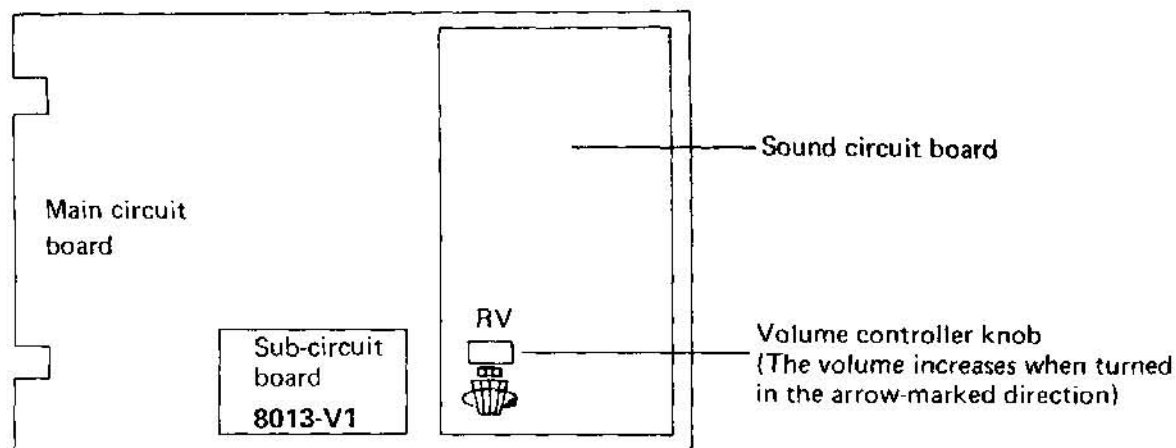 Main circuit
board
Sound circuit board
RV
Sub-circuit
board
8013-V1
Volume controller knob
(The volume increases when turned
in the arrow-marked direction)